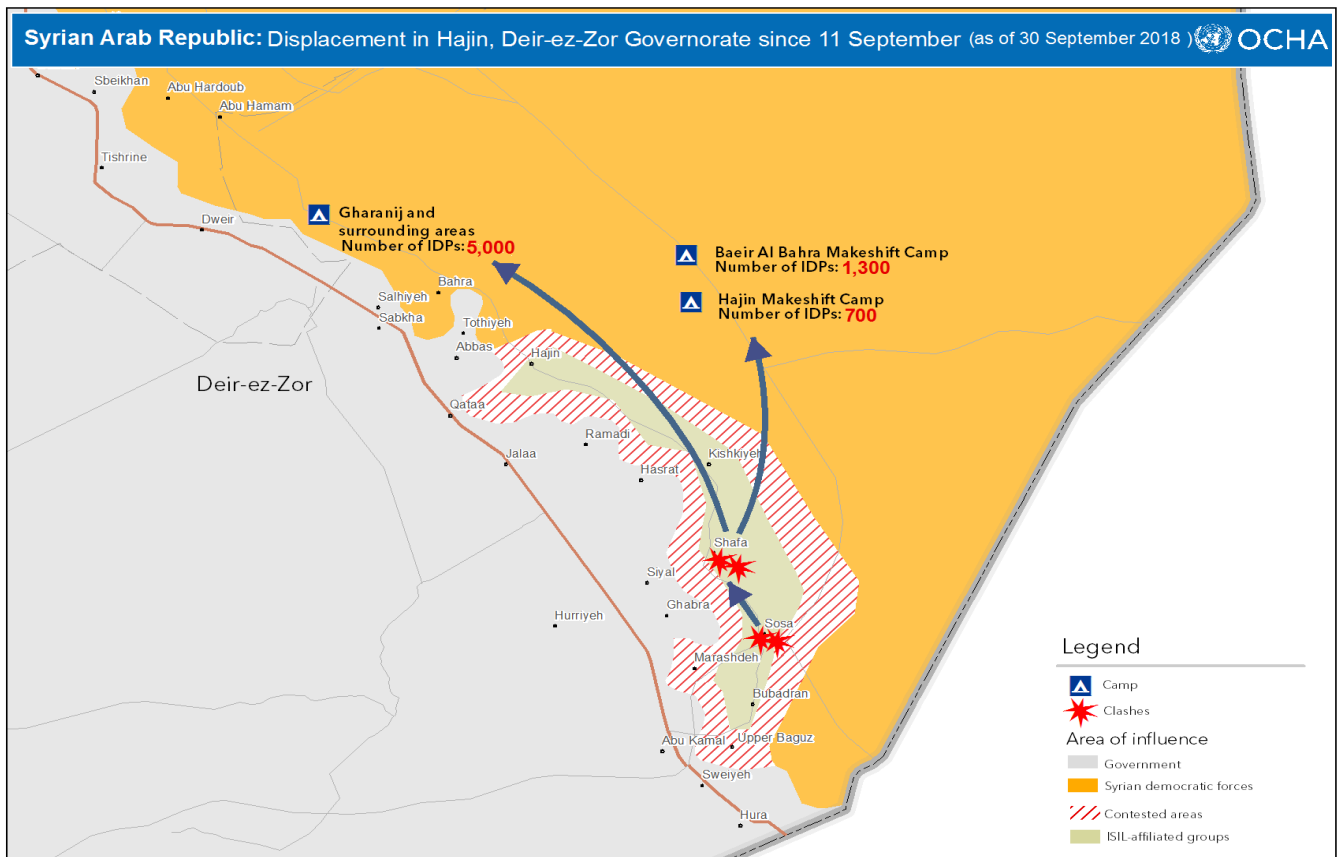 Syrian Arab Republic: Displacement in Hajin, Deir-ez-Zor Governorate since 11 September (as of 30 September 2018 ) OCHA
Sbeikhan
Abu Hardoub
Abu Hamam
Tishrine
Dweir
Gharanij and
surrounding areas
Number of IDPs: 5,000
Baeir Al Bahra Makeshift Camp
Number of IDPs: 1,300
Hajin Makeshift Camp
Number of IDPs: 700
Bahra
Salhiyeh
Sabkha
Tothiyeh
Abbas
Hajin
Deir-ez-Zor
Qataa
Ramadi
Jalaa
Hasrat
Kishkiyeh
Shafa
Siyal
Ghabra
Hurriyeh
Sosa
Marashdeh
Bubadran
Abu Kamal
Upper Baguz
Sweiyeh
Hura
Legend
Camp
Clashes
Area of influence
Government
Syrian democratic forces
Contested areas
ISIL-affiliated groups